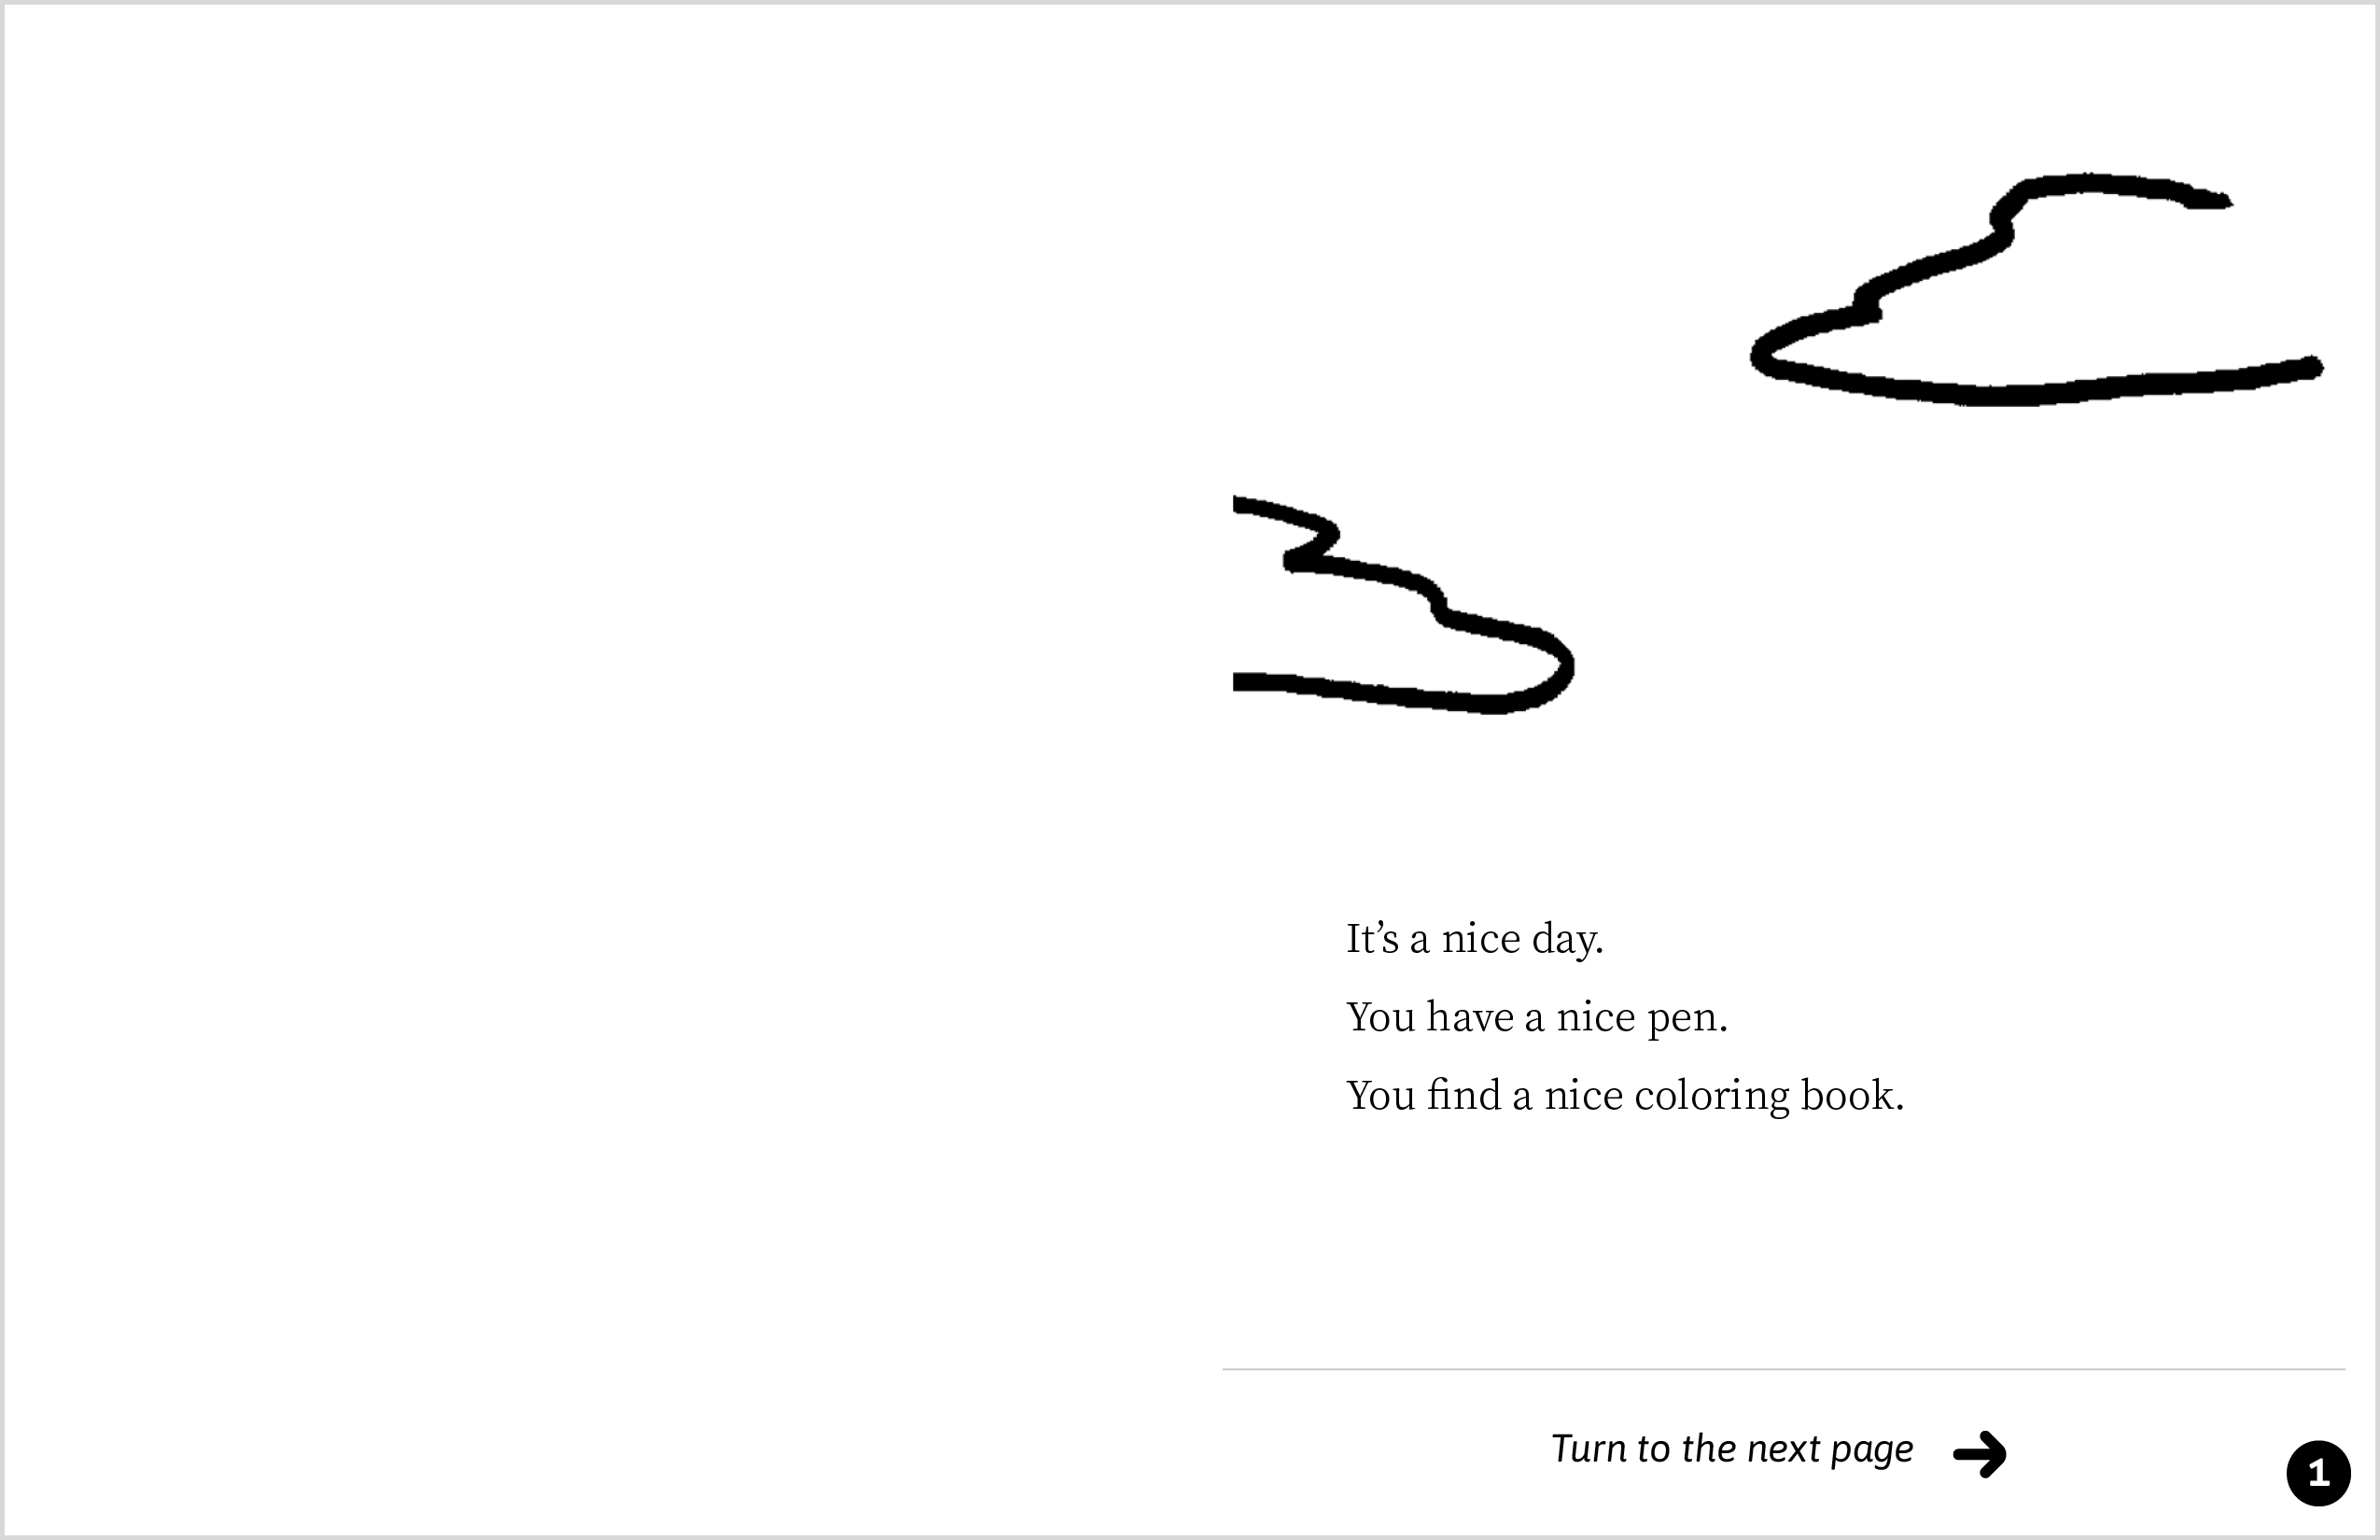 It’s a nice day.
You have a nice pen.
You find a nice coloring book.
Turn to the next page
1